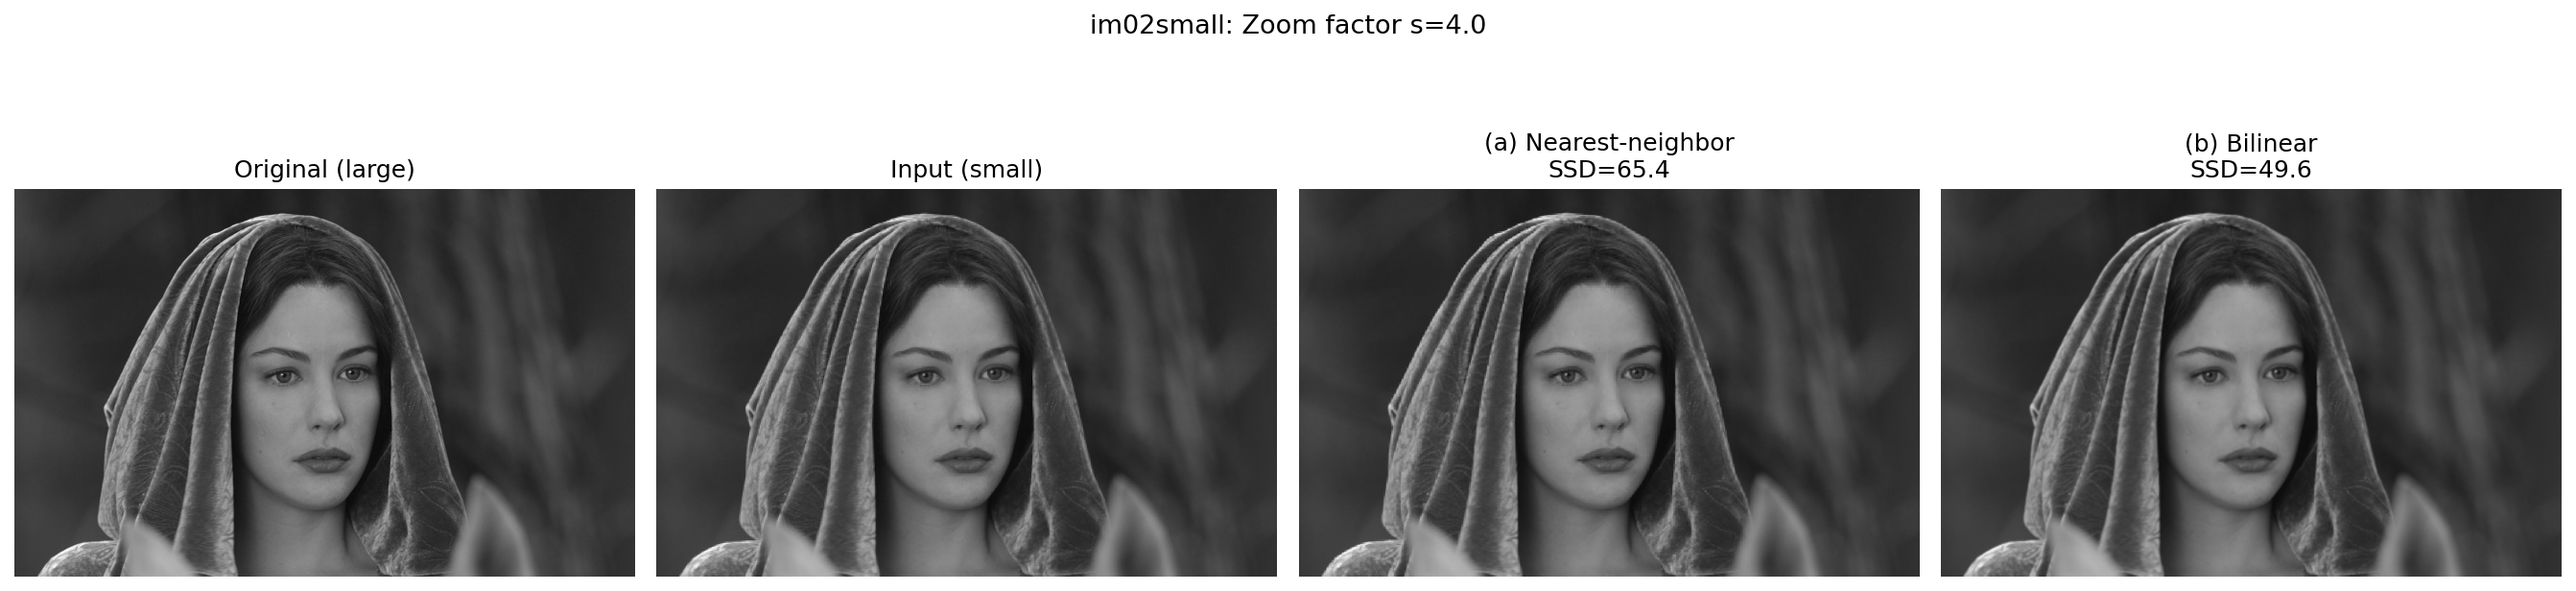 im02small: Zoom factor s=4.0
Original (large)
Input (small)
(a) Nearest-neighbor
SSD=65.4
(b) Bilinear
SSD=49.6